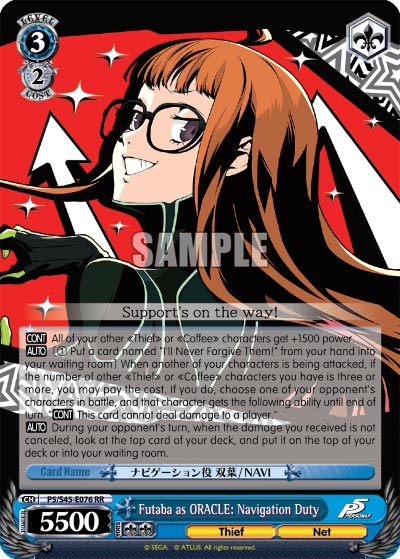 LEVEL
3
2
COST
SAMPLE
Support's on the way!
CONT All of your other «Thief» or «Coffee» characters get +1500 power.
AUTO [① Put a card named "I'll Never Forgive Them!" from your hand into
your waiting room] When another of your characters is being attacked, if
the number of other «Thief» or «Coffee» characters you have is three or
more, you may pay the cost. If you do, choose one of your opponent's
characters in battle, and that character gets the following ability until end of
turn. "CONT This card cannot deal damage to a player."
AUTO During your opponent's turn, when the damage you received is not
canceled, look at the top card of your deck, and put it on the top of your
deck or into your waiting room.
Card Name ナビゲーション役 双葉/NAVI
CH P5/S45-E076 RR
Futaba as ORACLE: Navigation Duty
P5
PERSONA5
POWER
5500
SOUL
Thief
Net
© SEGA. © ATLUS. All rights reserved.